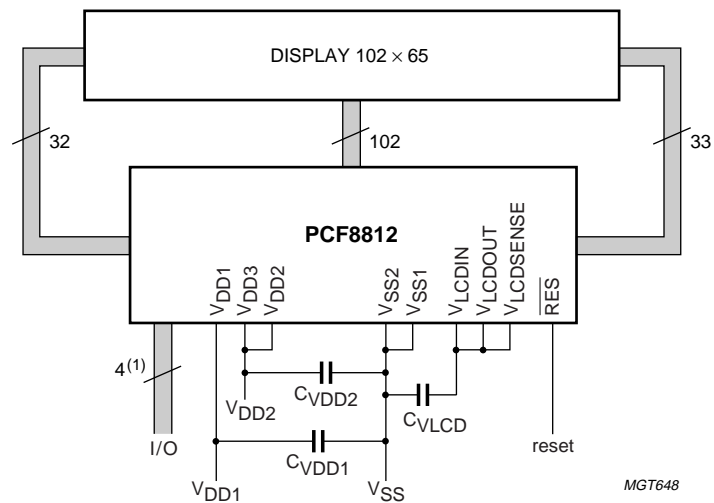 DISPLAY 102 × 65
32
102
33
PCF8812
VDD1
VDD3
VDD2
VSS2
VSS1
VLCDIN
VLCDOUT
VLCDSENSE
RES
4(1)
CVDD2
VDD2
CVLCD
I/O
CVDD1
reset
VDD1
VSS
MGT648